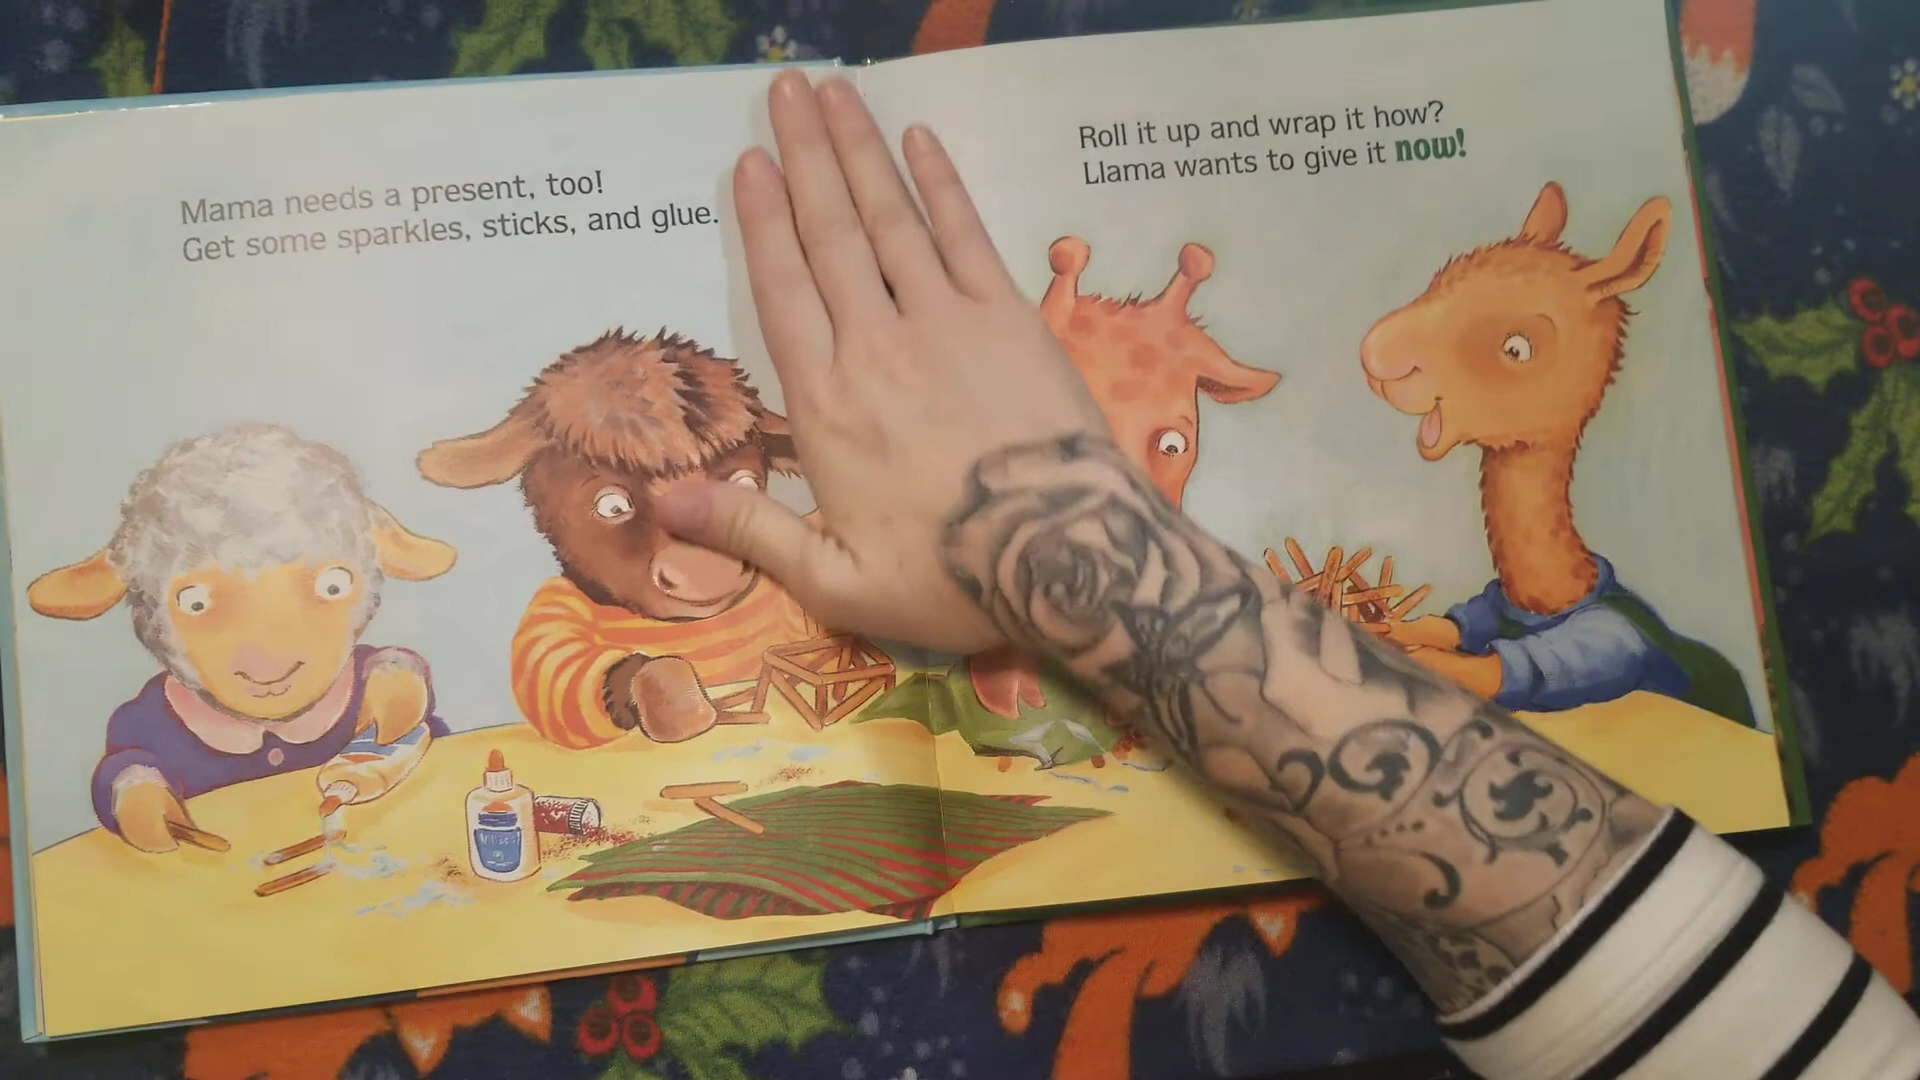 Mama needs a present, too!
Get some sparkles, sticks, and glue.
Roll it up and wrap it how?
Llama wants to give it now!